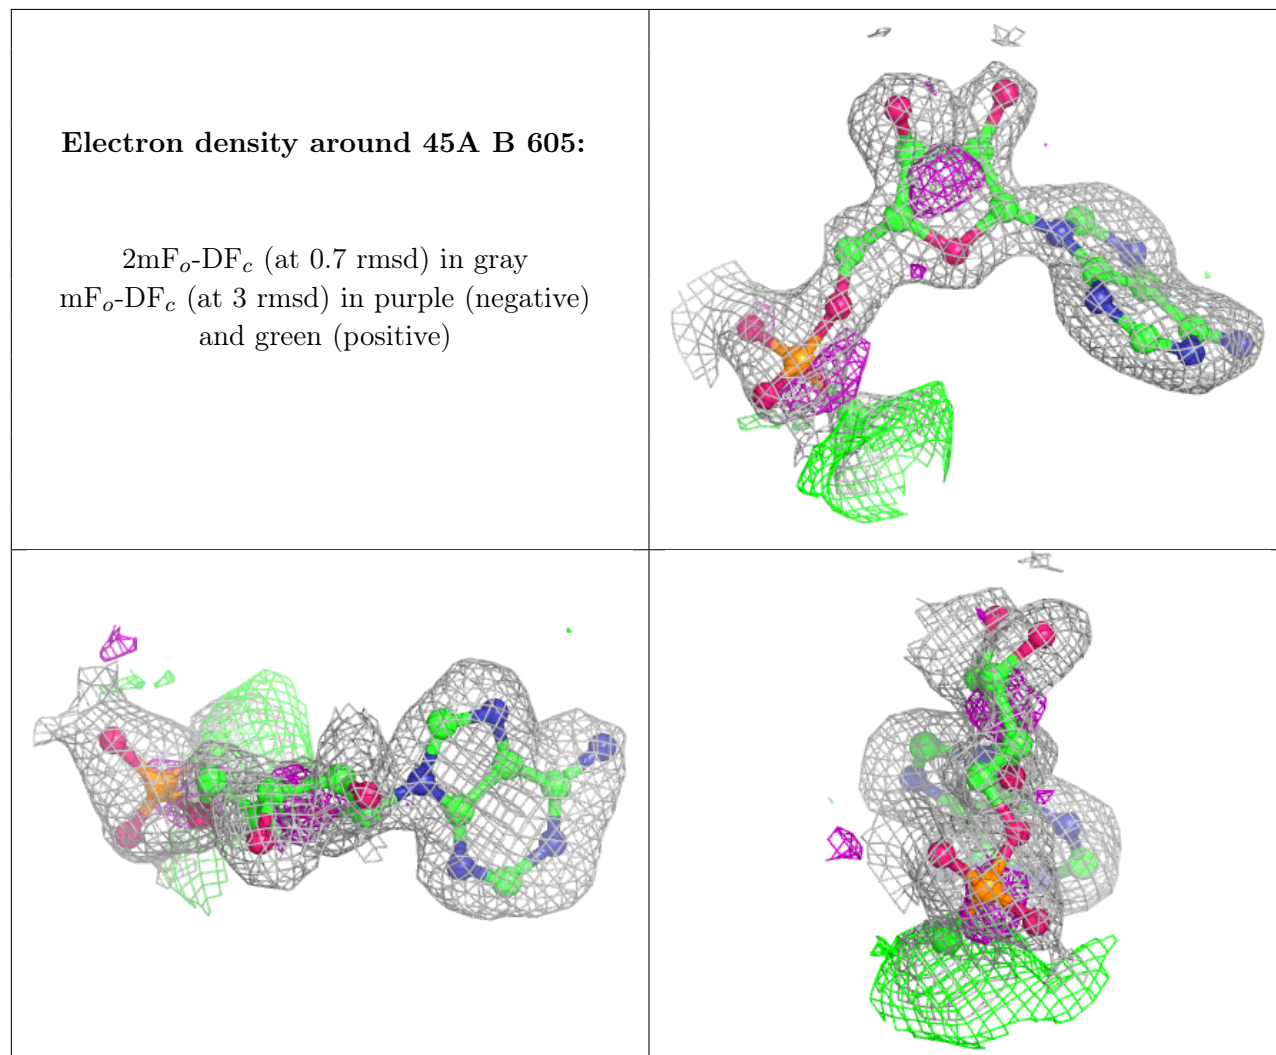 Electron density around 45A B 605:
2mFₒ-DF𝒸 (at 0.7 rmsd) in gray
mFₒ-DF𝒸 (at 3 rmsd) in purple (negative)
and green (positive)